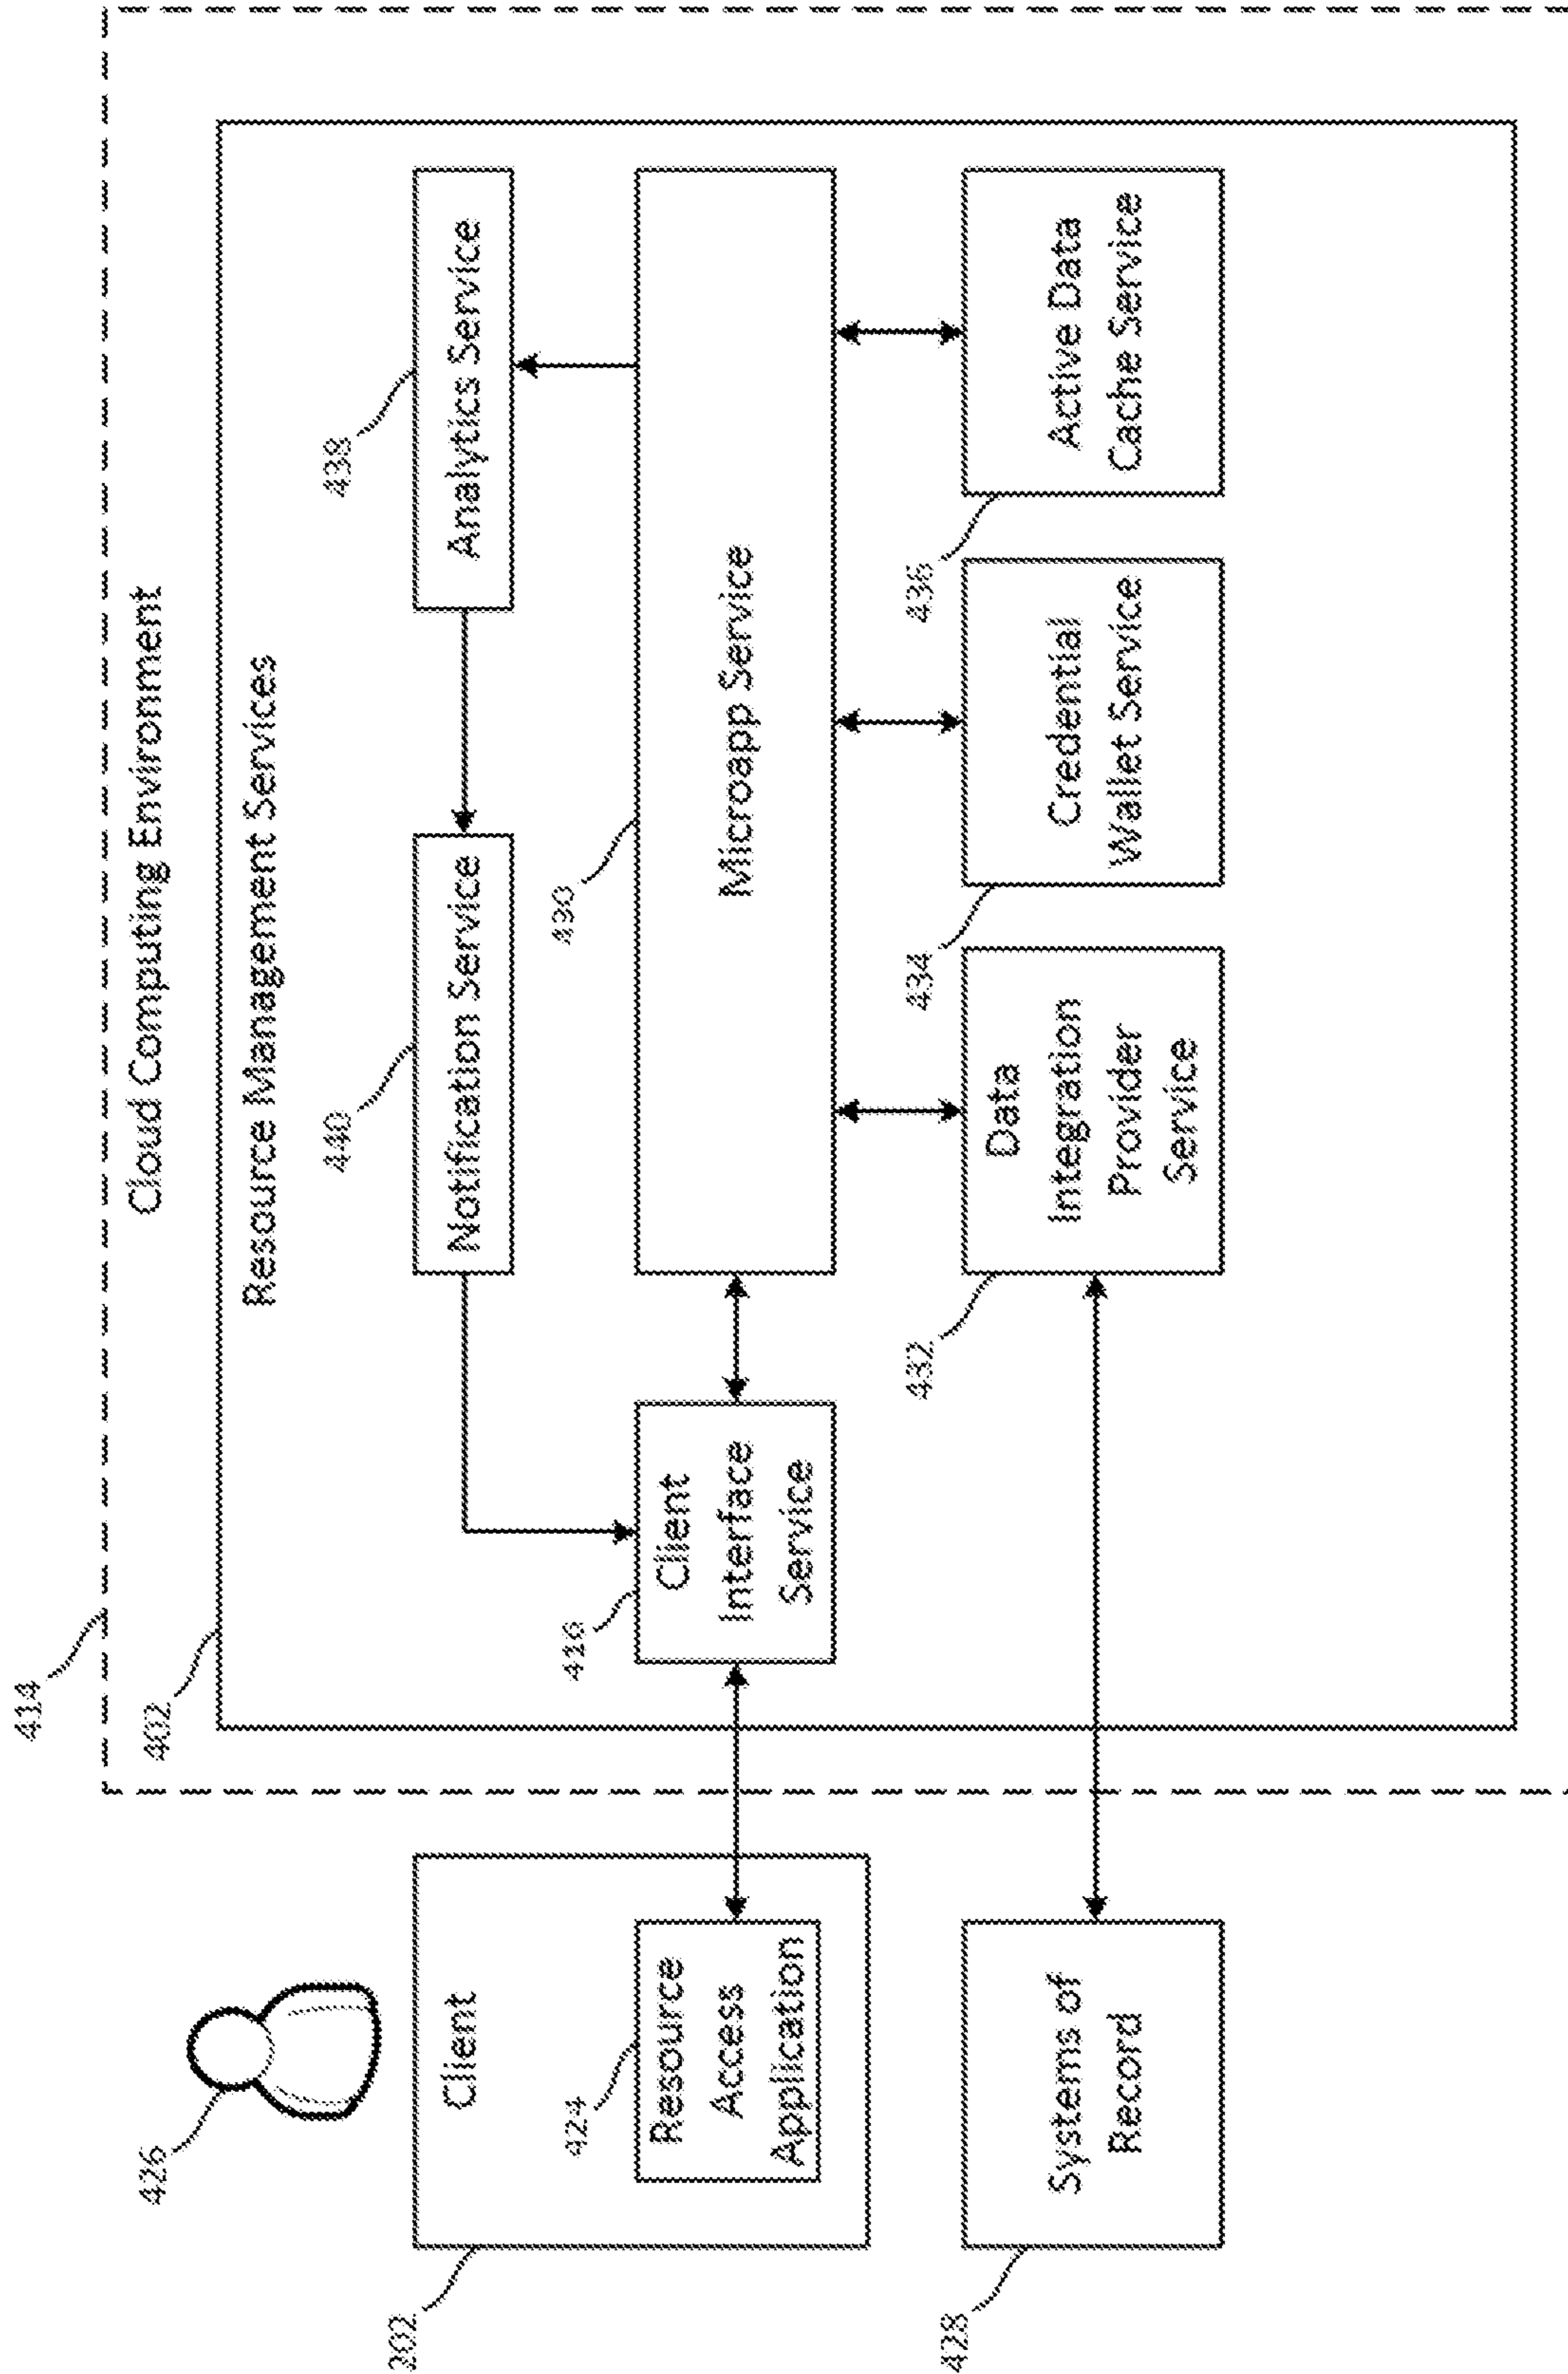 414
Cloud Computing Environment
402
Resource Management Services
426
440
Notification Service
438
Analytics Service
202
Client
424
Resource
Access
Application
416
Client
Interface
Service
430
Microapp Service
428
Systems of
Record
432
Data
Integration
Provider
Service
434
Credential
Wallet Service
436
Active Data
Cache Service